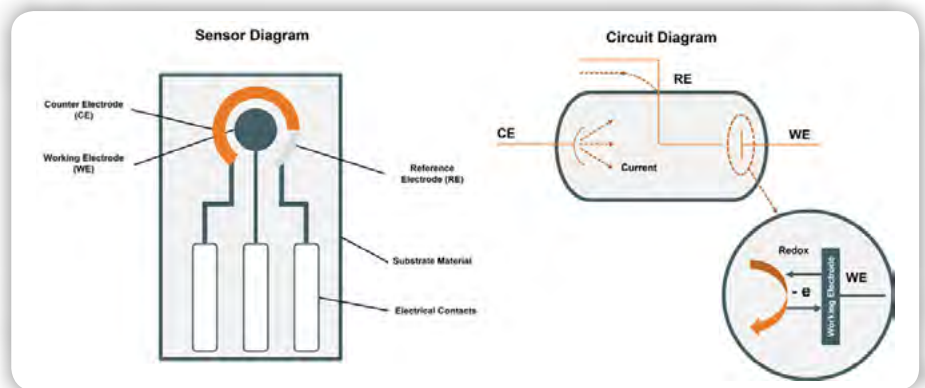 Sensor Diagram
Counter Electrode
(CE)
Working Electrode
(WE)
Reference
Electrode (RE)
Substrate Material
Electrical Contacts
Circuit Diagram
RE
CE
WE
Current
Redox
- e
Working Electrode
WE